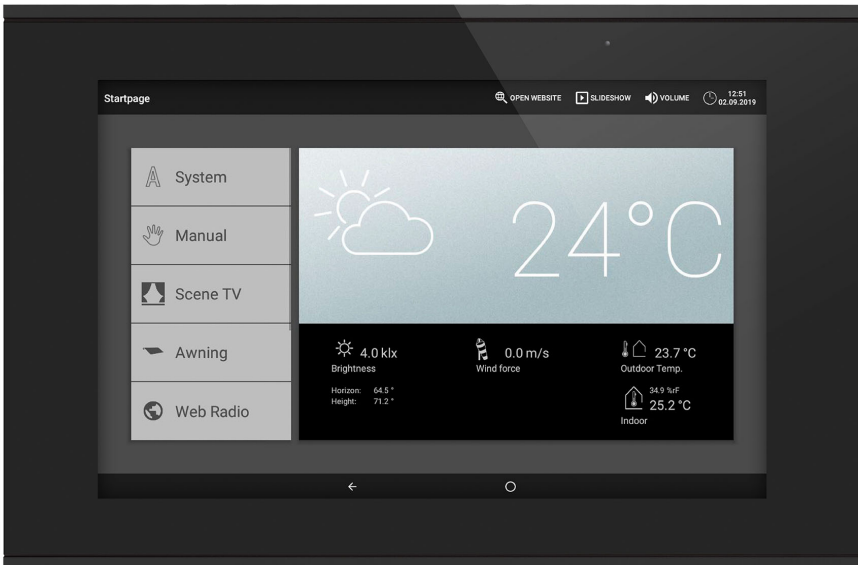 Startpage
OPEN WEBSITE
SLIDESHOW
VOLUME
12:51
02.09.2019
System
Manual
Scene TV
Awning
Web Radio
24°C
4.0 klx
Brightness
Horizon: 64.5 °
Height: 71.2 °
0.0 m/s
Wind force
23.7 °C
Outdoor Temp.
34.9 %rF
25.2 °C
Indoor